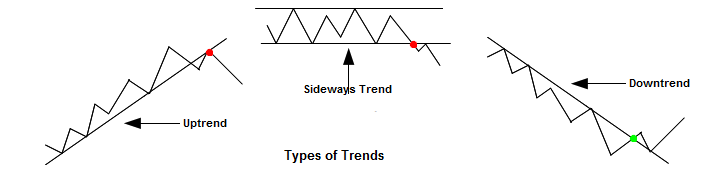 Sideways Trend
Uptrend
Downtrend
Types of Trends